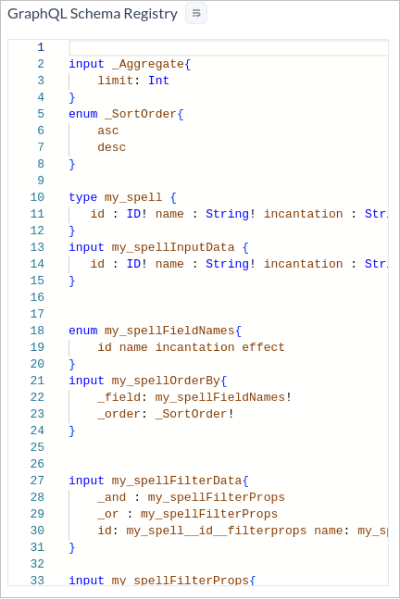 GraphQL Schema Registry
1
2 input _Aggregate{
3 limit: Int
4 }
5 enum _SortOrder{
6 asc
7 desc
8 }
9
10 type my_spell {
11 id : ID! name : String! incantation : Str
12 }
13 input my_spellInputData {
14 id : ID! name : String! incantation : Str
15 }
16
17
18 enum my_spellFieldNames{
19 id name incantation effect
20 }
21 input my_spellOrderBy{
22 _field: my_spellFieldNames!
23 _order: _SortOrder!
24 }
25
26
27 input my_spellFilterData{
28 _and : my_spellFilterProps
29 _or : my_spellFilterProps
30 id: my_spell__id__filterprops name: my_sp
31 }
32
33 input my_spellFilterProps{